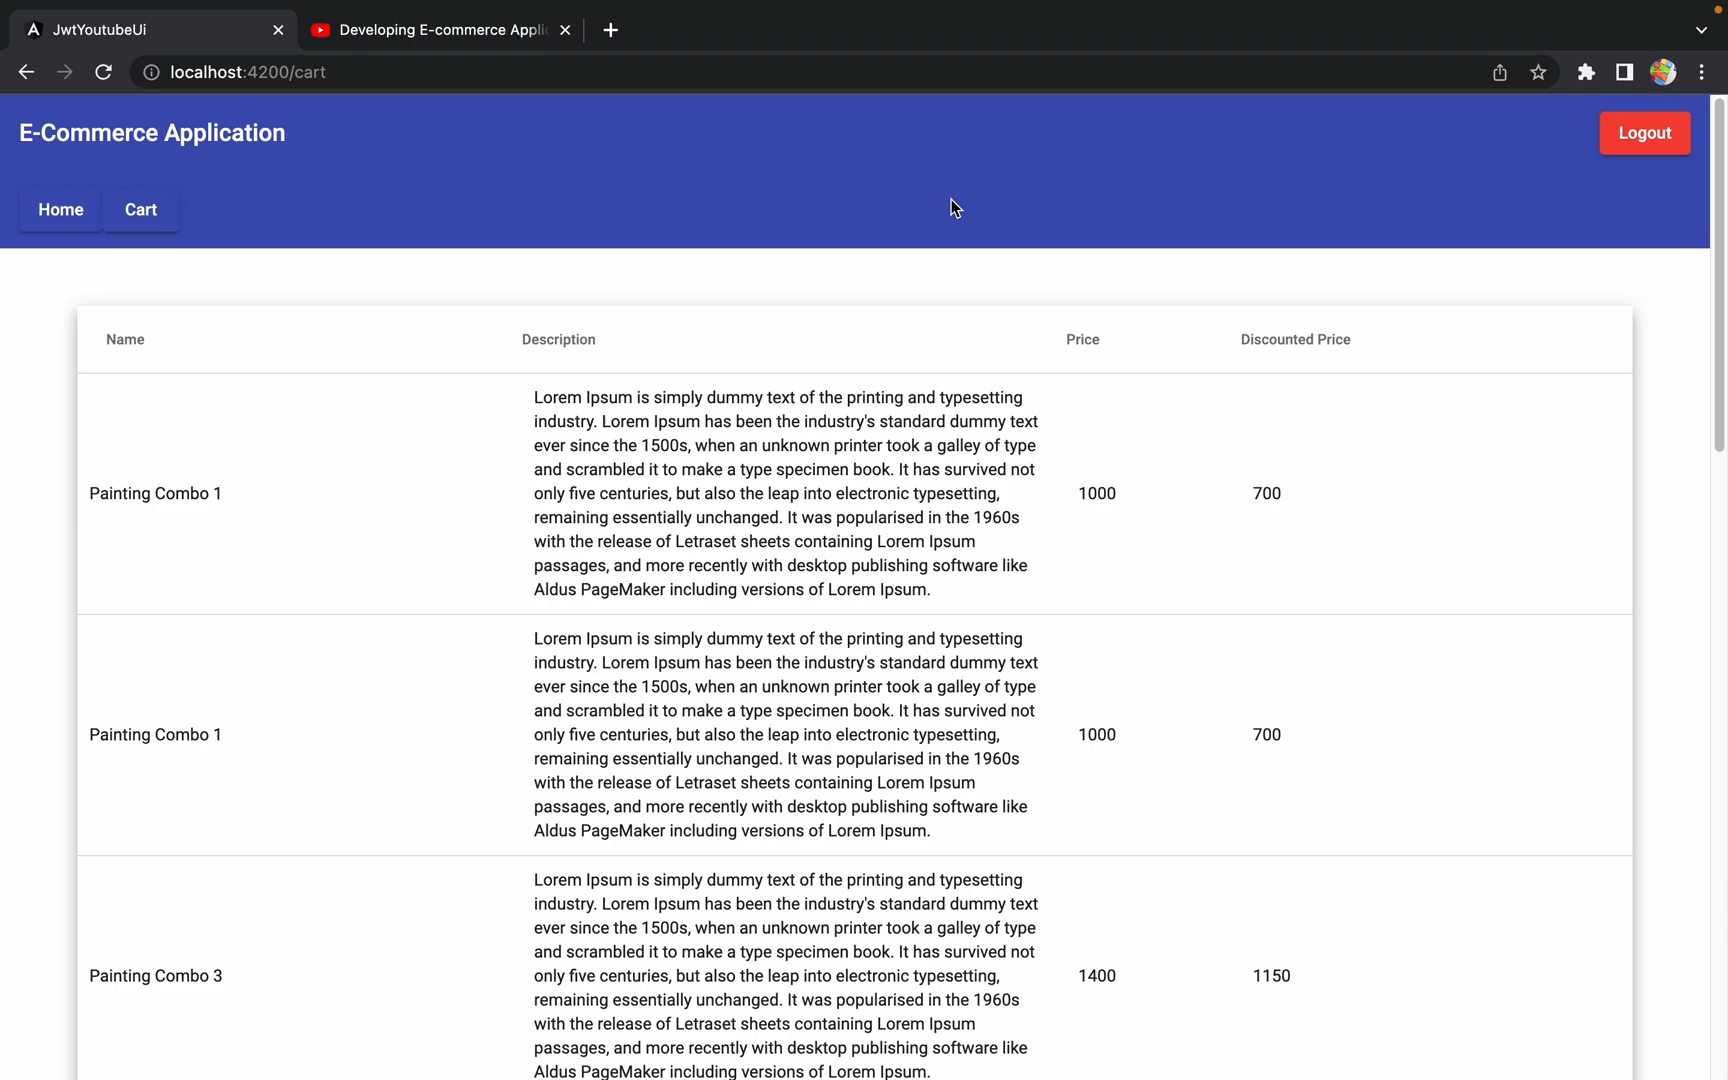 JwtYoutubeUi
Developing E-commerce Appli
localhost:4200/cart
E-Commerce Application
Logout
Home
Cart
Name
Description
Price
Discounted Price
Painting Combo 1
Lorem Ipsum is simply dummy text of the printing and typesetting
industry. Lorem Ipsum has been the industry's standard dummy text
ever since the 1500s, when an unknown printer took a galley of type
and scrambled it to make a type specimen book. It has survived not
only five centuries, but also the leap into electronic typesetting,
remaining essentially unchanged. It was popularised in the 1960s
with the release of Letraset sheets containing Lorem Ipsum
passages, and more recently with desktop publishing software like
Aldus PageMaker including versions of Lorem Ipsum.
1000
700
Painting Combo 1
Lorem Ipsum is simply dummy text of the printing and typesetting
industry. Lorem Ipsum has been the industry's standard dummy text
ever since the 1500s, when an unknown printer took a galley of type
and scrambled it to make a type specimen book. It has survived not
only five centuries, but also the leap into electronic typesetting,
remaining essentially unchanged. It was popularised in the 1960s
with the release of Letraset sheets containing Lorem Ipsum
passages, and more recently with desktop publishing software like
Aldus PageMaker including versions of Lorem Ipsum.
1000
700
Painting Combo 3
Lorem Ipsum is simply dummy text of the printing and typesetting
industry. Lorem Ipsum has been the industry's standard dummy text
ever since the 1500s, when an unknown printer took a galley of type
and scrambled it to make a type specimen book. It has survived not
only five centuries, but also the leap into electronic typesetting,
remaining essentially unchanged. It was popularised in the 1960s
with the release of Letraset sheets containing Lorem Ipsum
passages, and more recently with desktop publishing software like
Aldus PageMaker including versions of Lorem Ipsum.
1400
1150